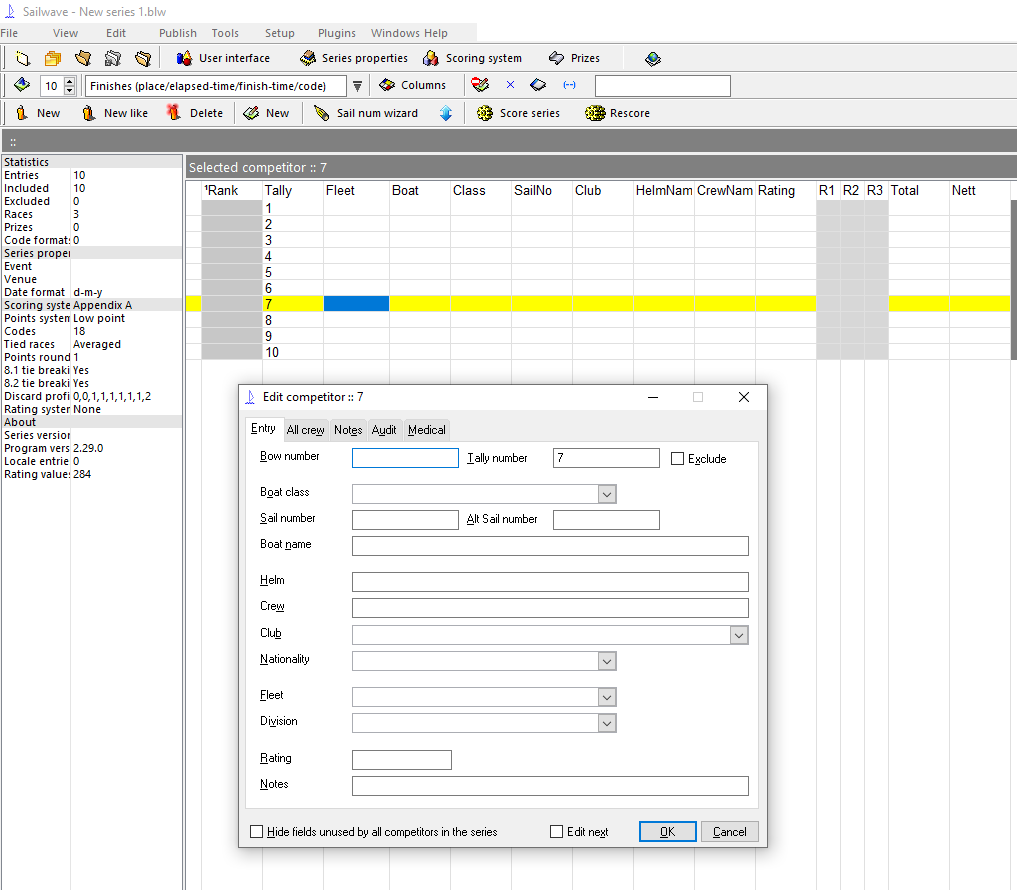 Sailwave - New series 1.blw
File View Edit Publish Tools Setup Plugins Windows Help
User interface Series properties Scoring system Prizes
10 Finishes (place/elapsed-time/finish-time/code) Columns
New New like Delete New Sail num wizard Score series Rescore
::
Statistics
Entries 10
Included 10
Excluded 0
Races 3
Prizes 0
Code format: 0
Series proper
Event
Venue
Date format d-m-y
Scoring syste Appendix A
Points system Low point
Codes 18
Tied races Averaged
Points round 1
8.1 tie breaki Yes
8.2 tie breaki Yes
Discard profi 0,0,1,1,1,1,1,1,2
Rating syster None
About
Series version
Program vers 2.29.0
Locale entrie 0
Rating value: 284
Selected competitor :: 7
¹Rank Tally Fleet Boat Class SailNo Club HelmNam CrewNam Rating R1 R2 R3 Total Nett
1
2
3
4
5
6
7
8
9
10
Edit competitor :: 7
Entry All crew Notes Audit Medical
Bow number Tally number 7 Exclude
Boat class
Sail number Alt Sail number
Boat name
Helm
Crew
Club
Nationality
Fleet
Division
Rating
Notes
Hide fields unused by all competitors in the series Edit next OK Cancel